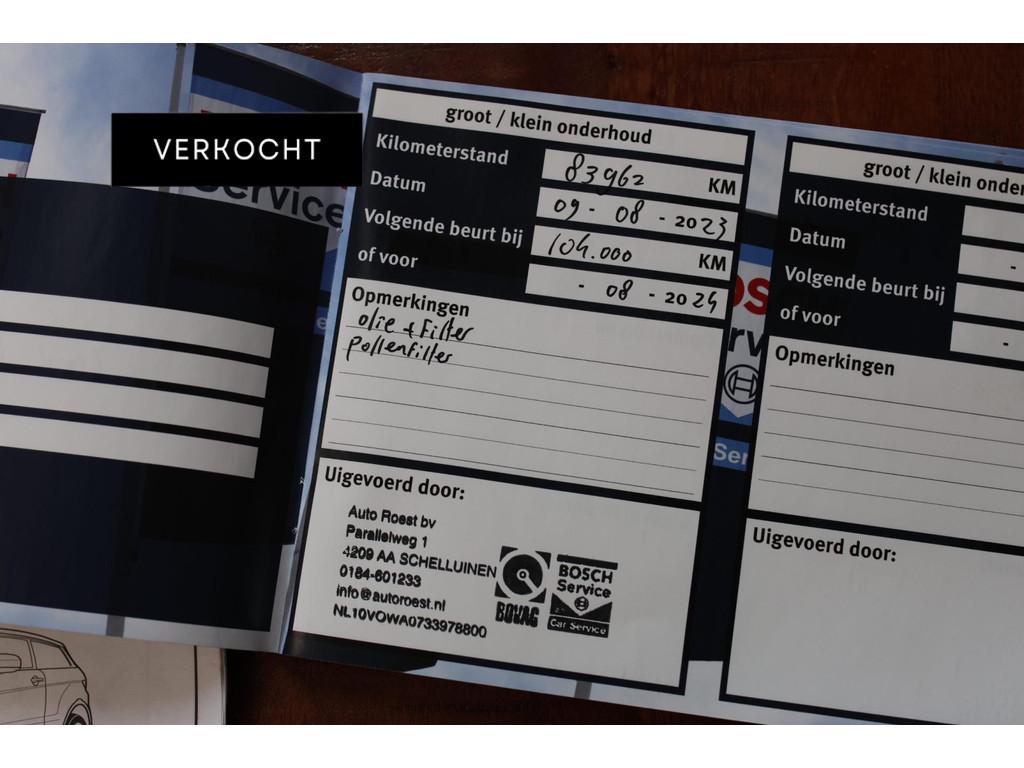 VERKOCHT
Service
groot / klein onderhoud
Kilometerstand 83962 KM
Datum 09 - 08 - 2023
Volgende beurt bij 104.000 KM
of voor - 08 - 2024
Opmerkingen
olie + Filter
pollenfilter
Uigevoerd door:
Auto Roest bv
Parallelweg 1
4209 AA SCHELLUINEN
0184-601233
info@autoroest.nl
NL10VOWA0733978800
BOVAG
BOSCH
Service
Car Service
groot / klein onder
Kilometerstand
Datum -
Volgende beurt bij
of voor -
Opmerkingen
Uigevoerd door: